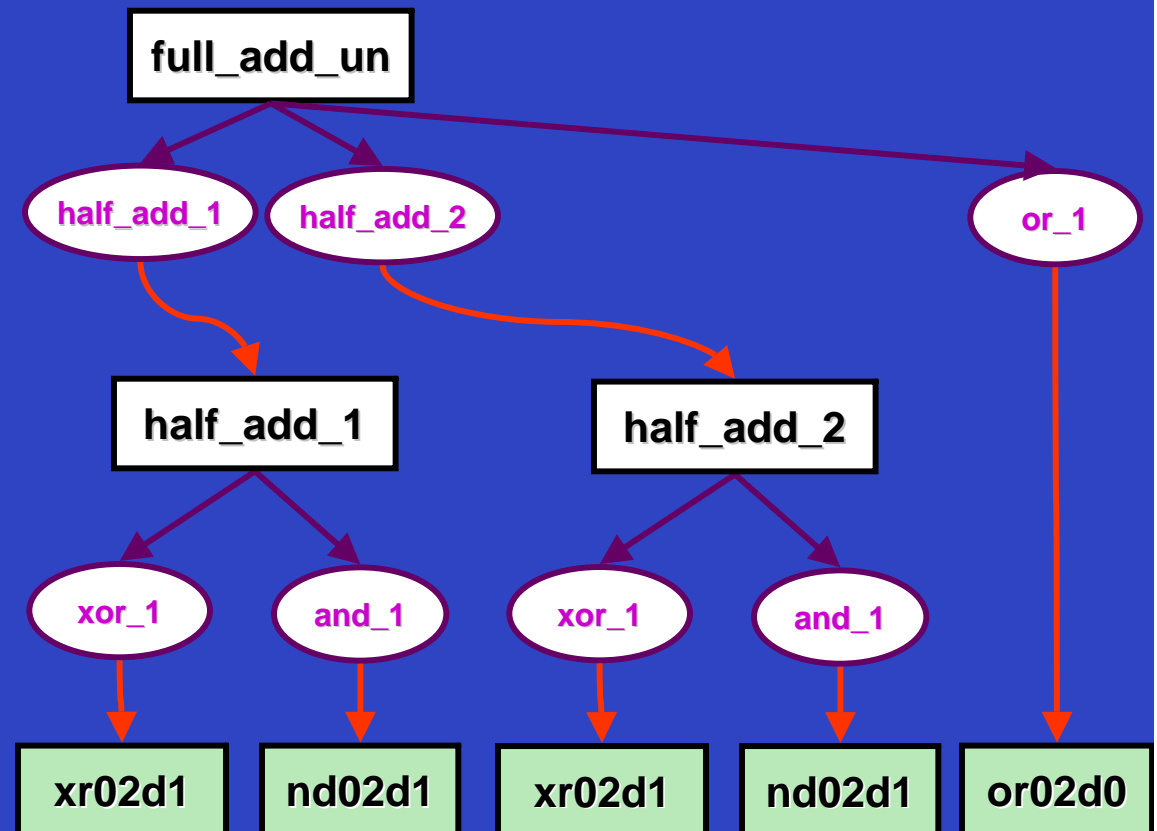 full_add_un
half_add_1
half_add_2
or_1
half_add_1
half_add_2
xor_1
and_1
xor_1
and_1
xr02d1
nd02d1
xr02d1
nd02d1
or02d0